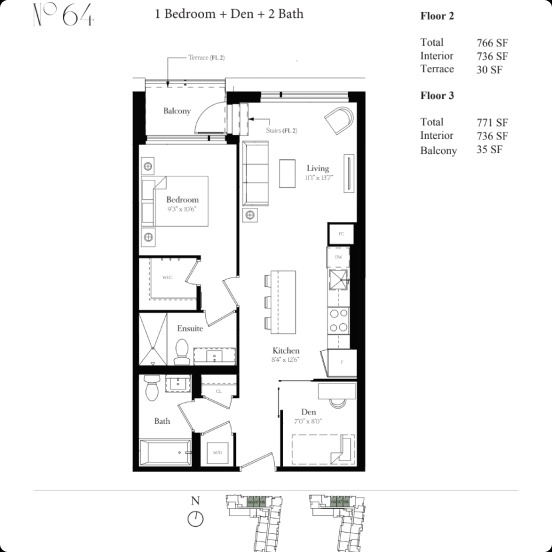 Nº 64
1 Bedroom + Den + 2 Bath
Floor 2
Total 766 SF
Interior 736 SF
Terrace 30 SF
Floor 3
Total 771 SF
Interior 736 SF
Balcony 35 SF
Terrace (FL 2)
Balcony
Stairs (FL 2)
Living
11'1" x 13'7"
Bedroom
9'3" x 10'6"
FC
DW
W.I.C.
Ensuite
Kitchen
8'4" x 12'6"
F
CL
Den
7'0" x 8'0"
Bath
W/D
N